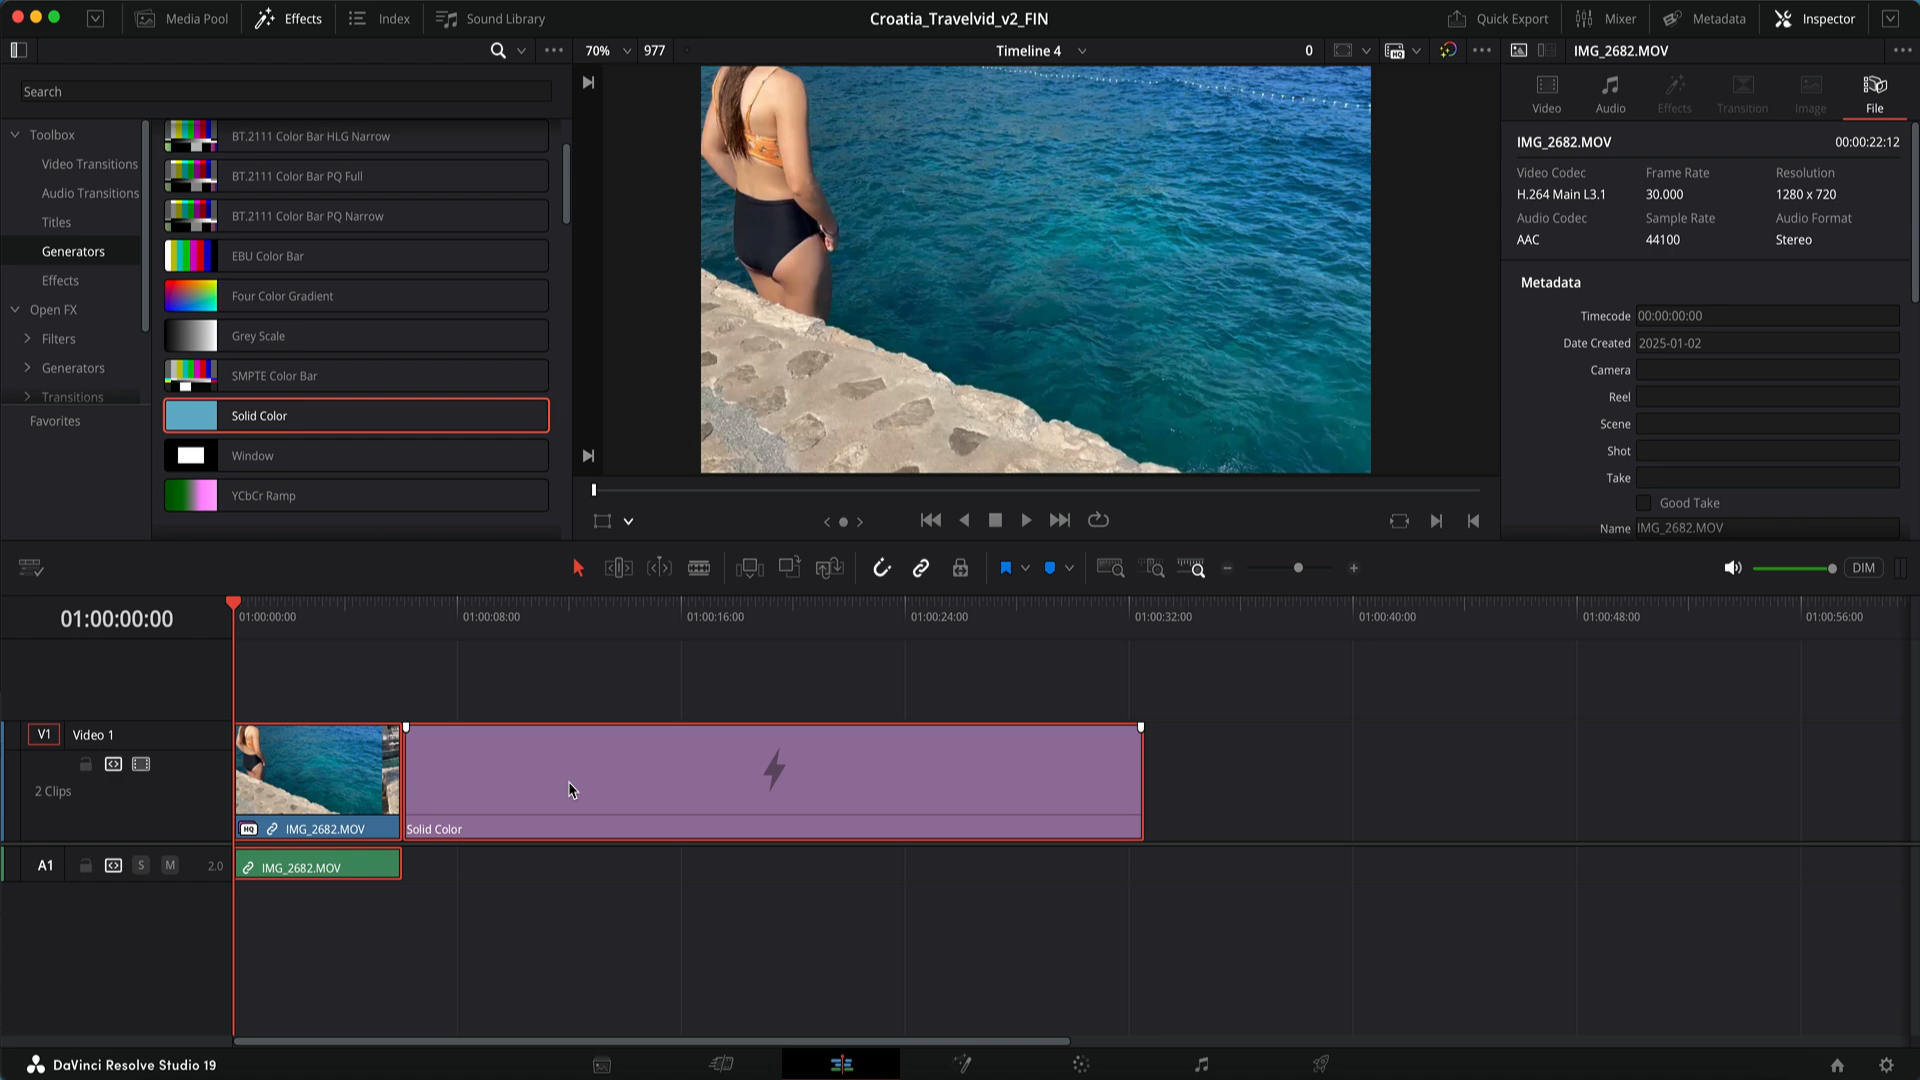 Media Pool
Effects
Index
Sound Library
Croatia_Travelvid_v2_FIN
Quick Export
Mixer
Metadata
Inspector
70%
977
Timeline 4
0
IMG_2682.MOV
Search
Toolbox
Video Transitions
Audio Transitions
Titles
Generators
Effects
Open FX
Filters
Generators
Transitions
Favorites
BT.2111 Color Bar HLG Narrow
BT.2111 Color Bar PQ Full
BT.2111 Color Bar PQ Narrow
EBU Color Bar
Four Color Gradient
Grey Scale
SMPTE Color Bar
Solid Color
Window
YCbCr Ramp
Video
Audio
Effects
Transition
Image
File
IMG_2682.MOV 00:00:22:12
Video Codec Frame Rate Resolution
H.264 Main L3.1 30.000 1280 x 720
Audio Codec Sample Rate Audio Format
AAC 44100 Stereo
Metadata
Timecode 00:00:00:00
Date Created 2025-01-02
Camera
Reel
Scene
Shot
Take
Good Take
Name IMG_2682.MOV
DIM
01:00:00:00
01:00:00:00 01:00:08:00 01:00:16:00 01:00:24:00 01:00:32:00 01:00:40:00 01:00:48:00 01:00:56:00
V1 Video 1
2 Clips
HQ IMG_2682.MOV
Solid Color
A1 S M 2.0
IMG_2682.MOV
DaVinci Resolve Studio 19